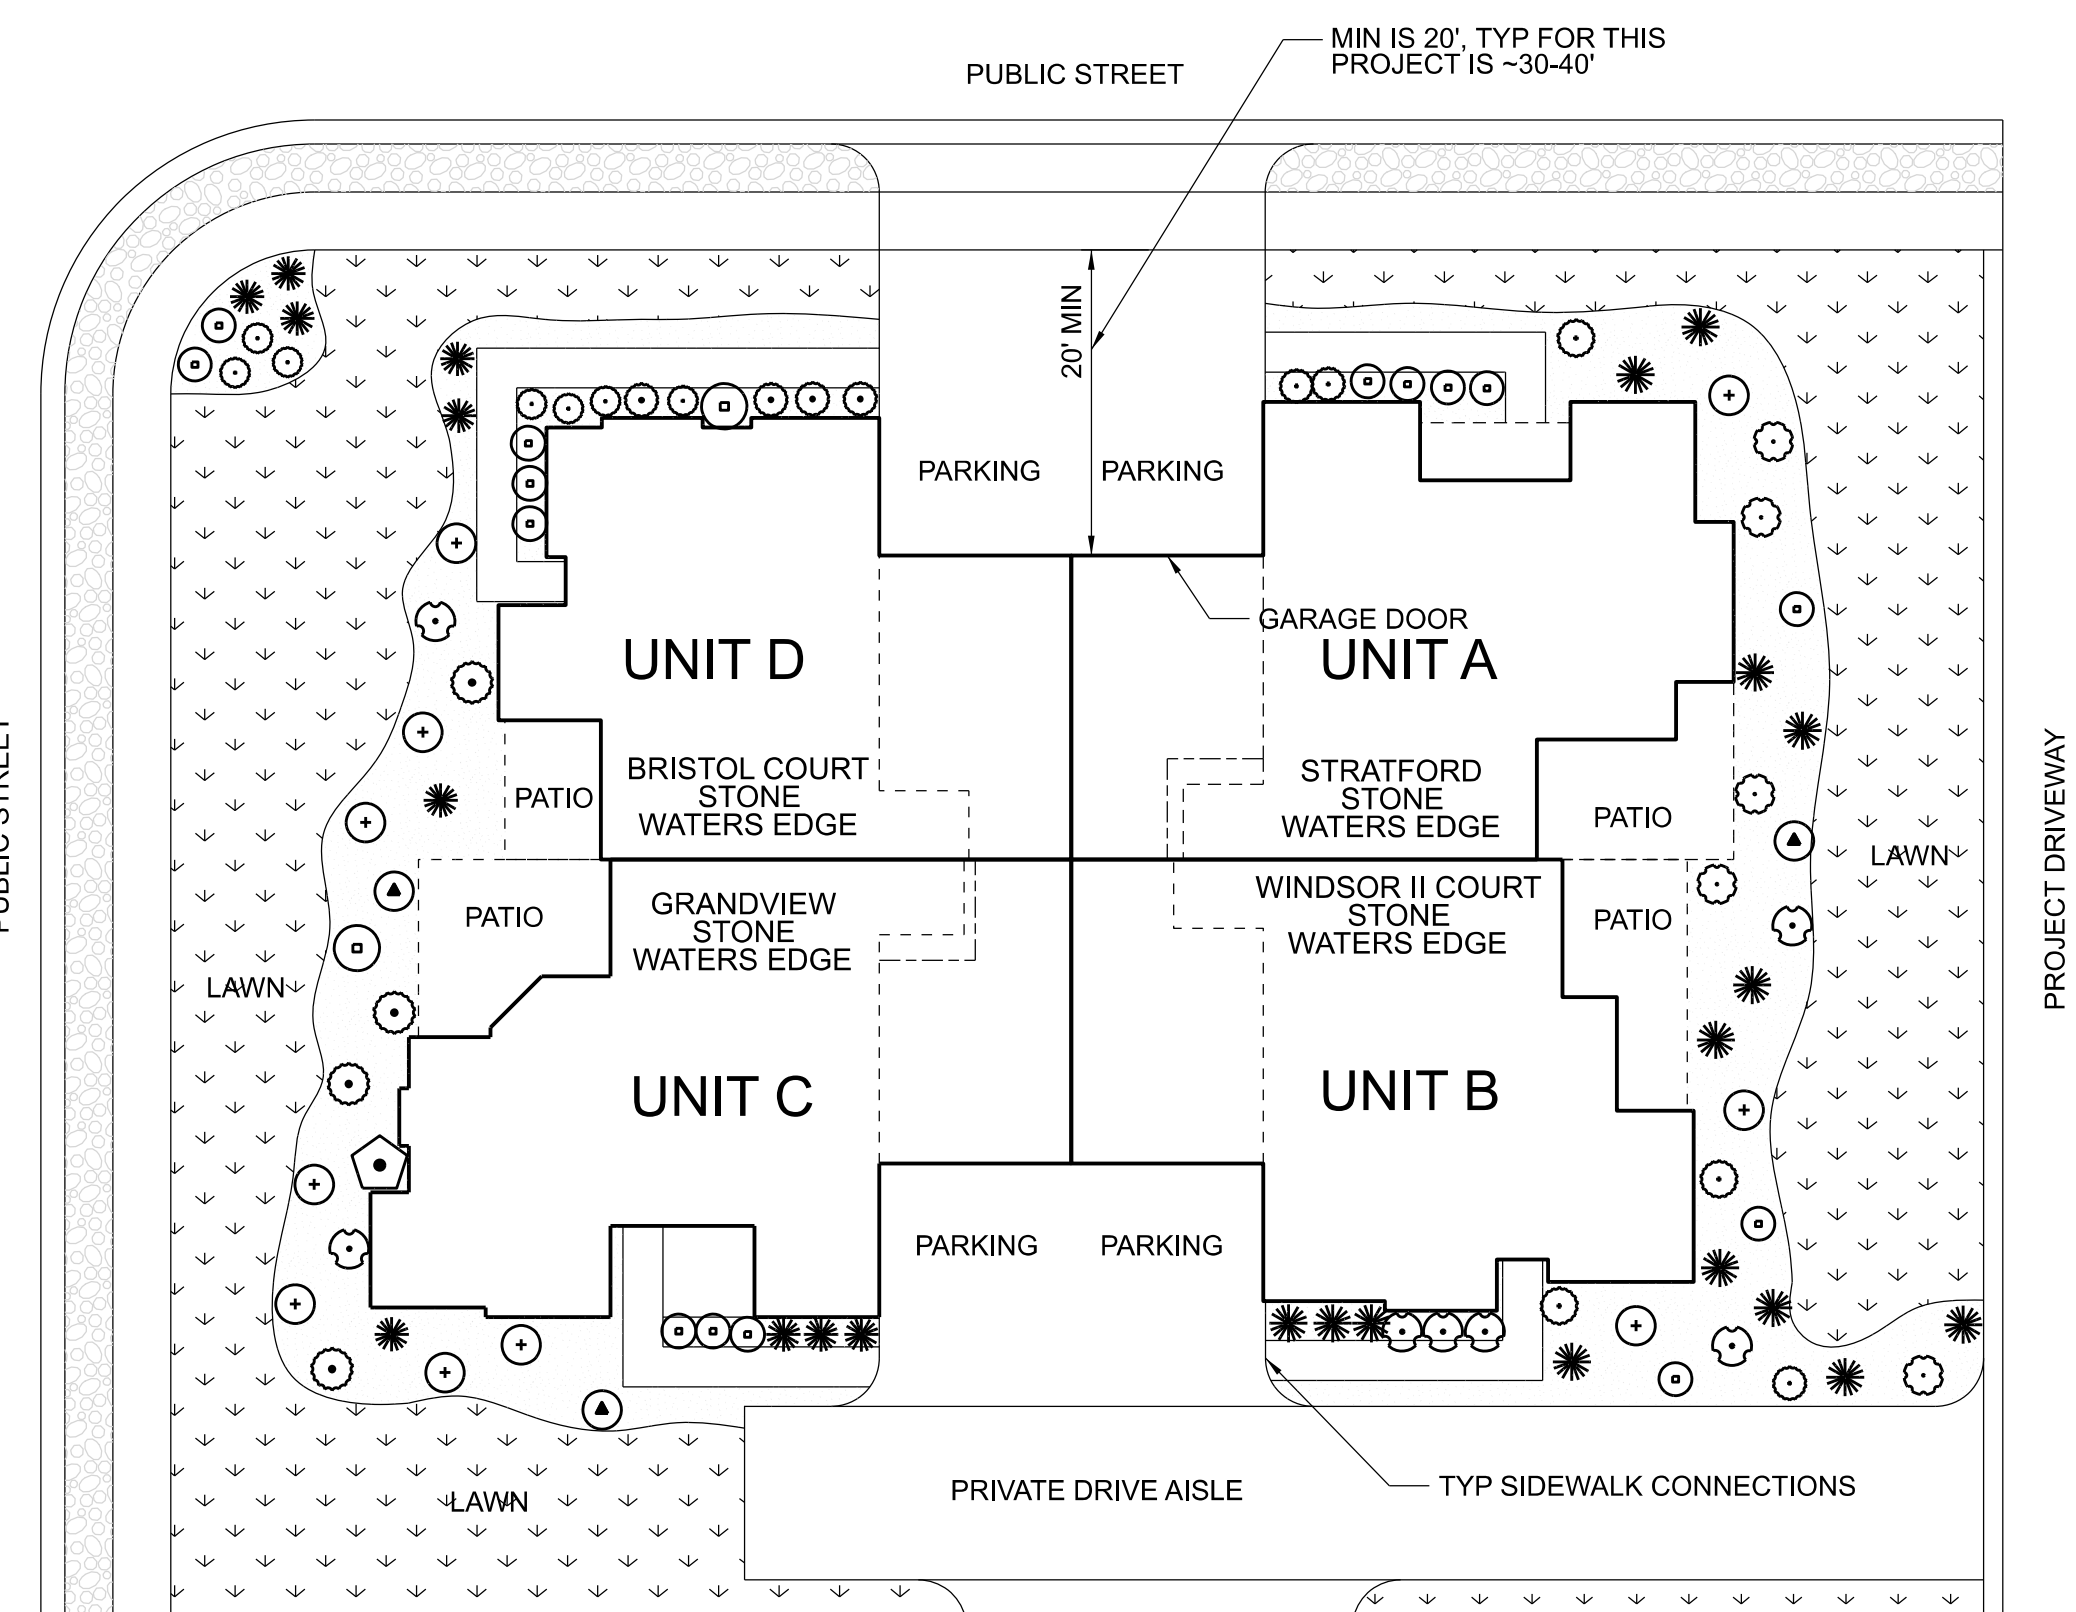 MIN IS 20', TYP FOR THIS
PROJECT IS ~30-40'
PUBLIC STREET
20' MIN
PARKING
PARKING
GARAGE DOOR
UNIT D
UNIT A
BRISTOL COURT
STONE
WATERS EDGE
STRATFORD
STONE
WATERS EDGE
PATIO
PATIO
PUBLIC STREET
PROJECT DRIVEWAY
LAWN
GRANDVIEW
STONE
WATERS EDGE
WINDSOR II COURT
STONE
WATERS EDGE
PATIO
PATIO
LAWN
UNIT C
UNIT B
PARKING
PARKING
LAWN
PRIVATE DRIVE AISLE
TYP SIDEWALK CONNECTIONS